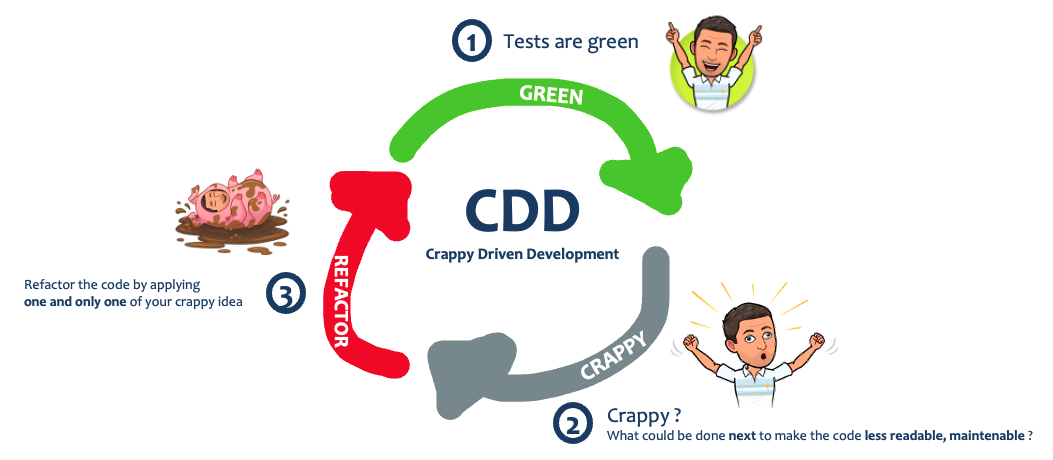 1 Tests are green
GREEN
CDD
Crappy Driven Development
CRAPPY
2 Crappy ?
What could be done next to make the code less readable, maintenable ?
REFACTOR
3
Refactor the code by applying
one and only one of your crappy idea